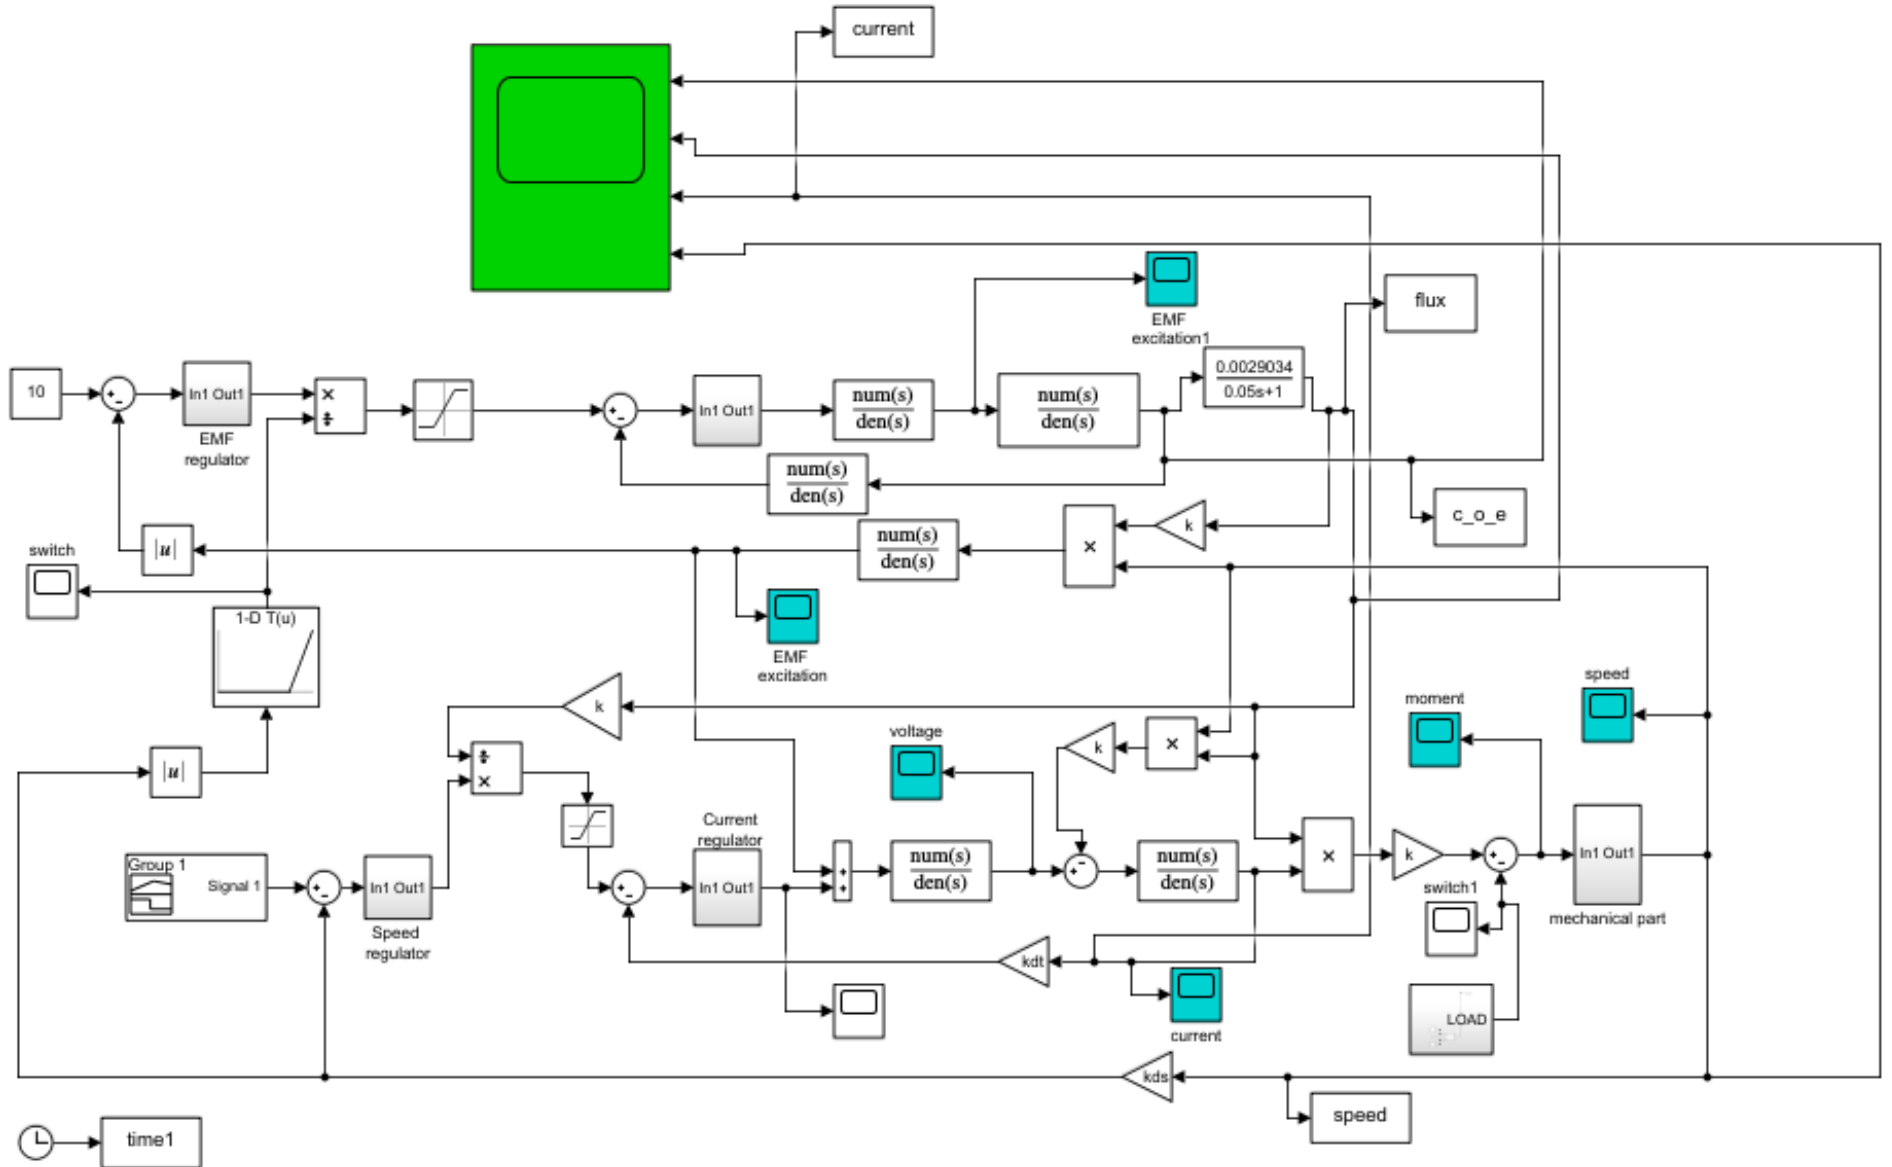 current
EMF
excitation1
flux
10
+
-
In1 Out1
EMF
regulator
×
÷
+
-
In1 Out1
num(s)
den(s)
num(s)
den(s)
0.0029034
0.05s+1
num(s)
den(s)
c_o_e
k
×
num(s)
den(s)
|u|
switch
1-D T(u)
EMF
excitation
k
÷
×
|u|
voltage
k
×
moment
speed
Group 1
Signal 1
+
-
In1 Out1
Speed
regulator
+
-
Current
regulator
In1 Out1
+
+
num(s)
den(s)
-
num(s)
den(s)
×
k
+
-
In1 Out1
mechanical part
switch1
LOAD
kdt
current
kds
speed
time1